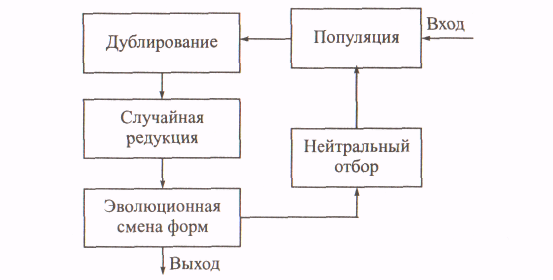 Вход
Популяция
Дублирование
Случайная
редукция
Эволюционная
смена форм
Нейтральный
отбор
Выход